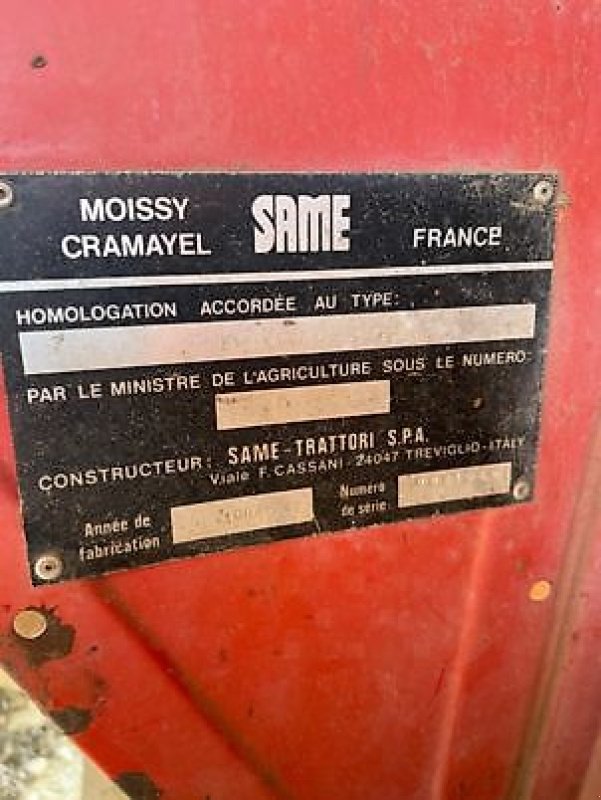 MOISSY CRAMAYEL SAME FRANCE
HOMOLOGATION ACCORDÉE AU TYPE:
PAR LE MINISTRE DE L'AGRICULTURE SOUS LE NUMERO:
CONSTRUCTEUR: SAME-TRATTORI S.P.A.
Viale F. CASSANI-24047 TREVIGLIO-ITALY
Année de fabrication
Numéro de série